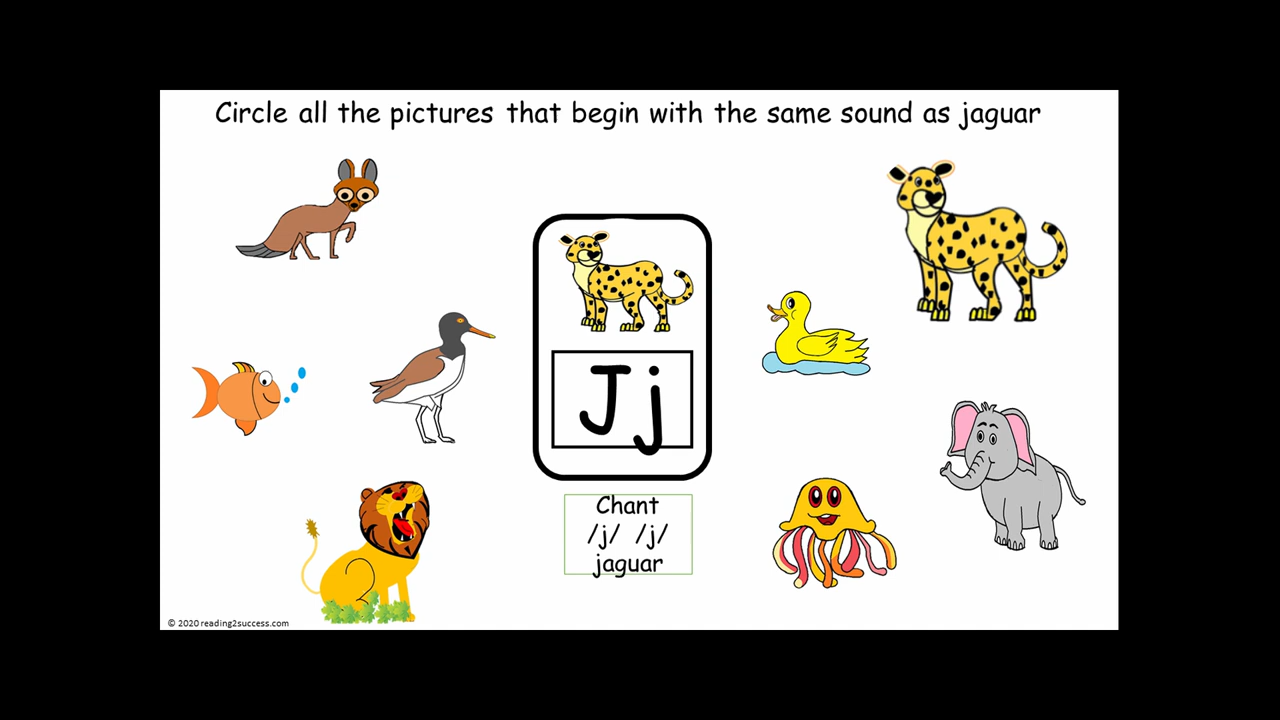 Circle all the pictures that begin with the same sound as jaguar
Jj
Chant
/j/ /j/
jaguar
© 2020 reading2success.com